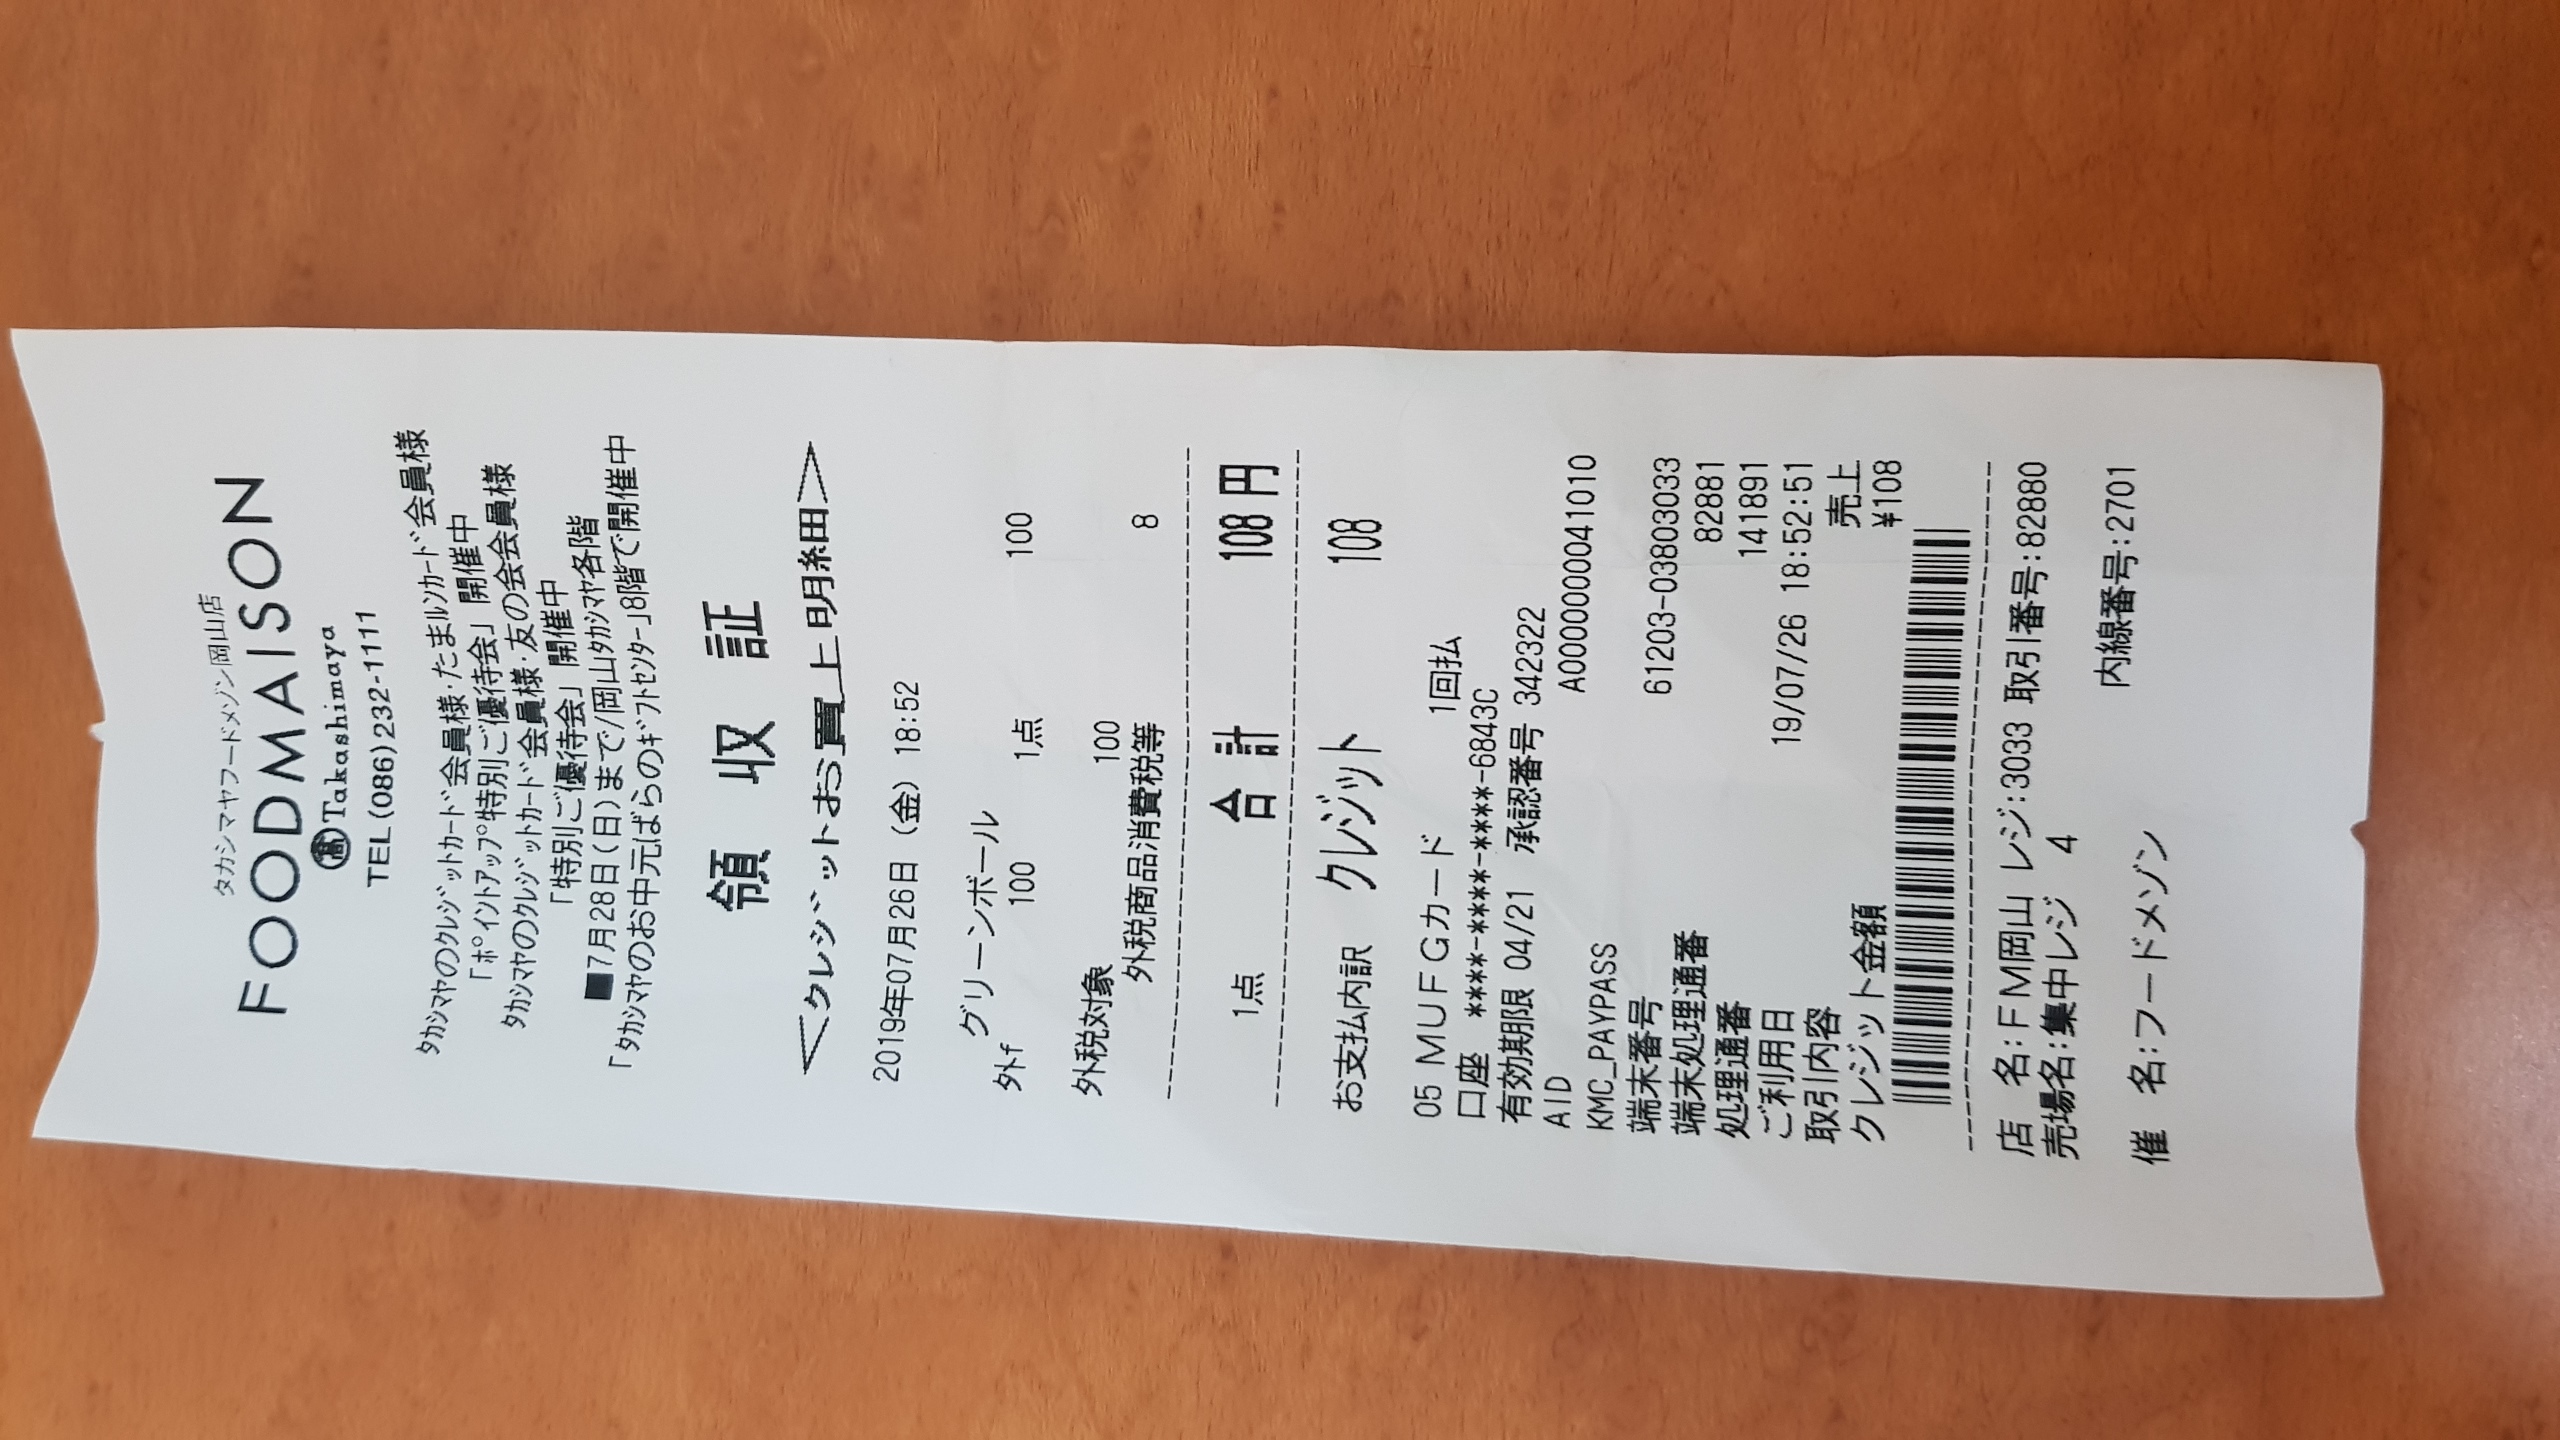 タカシマヤフードメゾン岡山店
FOODMAISON
髙Takashimaya
TEL(086)232-1111
ﾀｶｼﾏﾔのｸﾚｼﾞｯﾄｶｰﾄﾞ会員様･たまﾙﾝｶｰﾄﾞ会員様
「ﾎﾟｲﾝﾄｱｯﾌﾟ特別ご優待会」開催中
ﾀｶｼﾏﾔのｸﾚｼﾞｯﾄｶｰﾄﾞ会員様･友の会会員様
「特別ご優待会」開催中
■7月28日(日)まで/岡山ﾀｶｼﾏﾔ各階
「ﾀｶｼﾏﾔのお中元ばらのｷﾞﾌﾄｾﾝﾀｰ」8階で開催中
領 収 証
＜ｸﾚｼﾞｯﾄお買上明細＞
2019年07月26日（金）18:52
グリーンボール
外f 100 1点 100
外税対象 100
外税商品消費税等 8
1点 合 計 108 円
お支払内訳 クレジット 108
05 ＭＵＦＧカード 1回払
口座 ****-****-****-6843C
有効期限 04/21 承認番号 342322
AID A0000000041010
KMC_PAYPASS
端末番号 61203-03803033
端末処理通番 82881
処理通番 141891
ご利用日 19/07/26 18:52:51
取引内容 売上
クレジット金額 ¥108
店 名:ＦＭ岡山 レジ:3033 取引番号:82880
売場名:集中レジ 4
内線番号:2701
催 名:フードメゾン